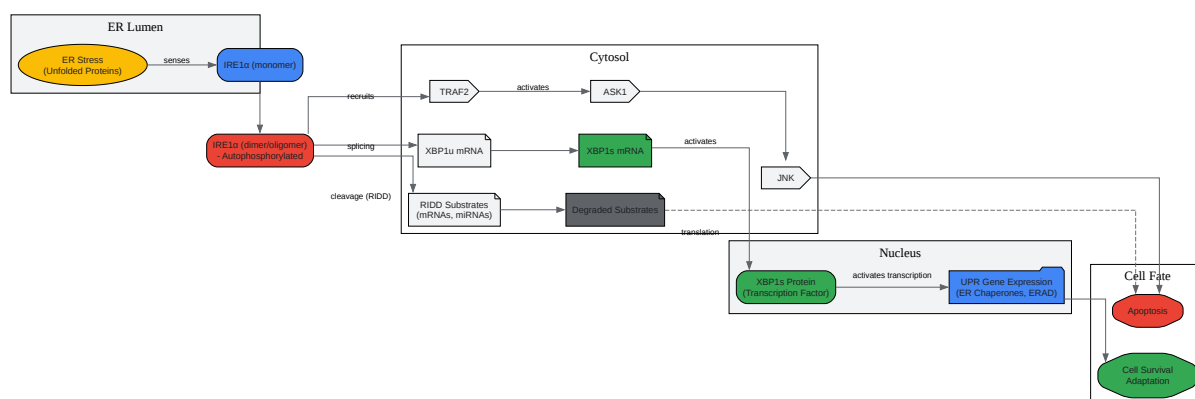 ER Lumen
ER Stress
(Unfolded Proteins)
senses
IRE1α (monomer)
IRE1α (dimer/oligomer)
- Autophosphorylated
recruits
splicing
cleavage (RIDD)
Cytosol
TRAF2
activates
ASK1
XBP1u mRNA
XBP1s mRNA
activates
JNK
RIDD Substrates
(mRNAs, miRNAs)
Degraded Substrates
translation
Nucleus
XBP1s Protein
(Transcription Factor)
activates transcription
UPR Gene Expression
(ER Chaperones, ERAD)
Cell Fate
Apoptosis
Cell Survival
Adaptation